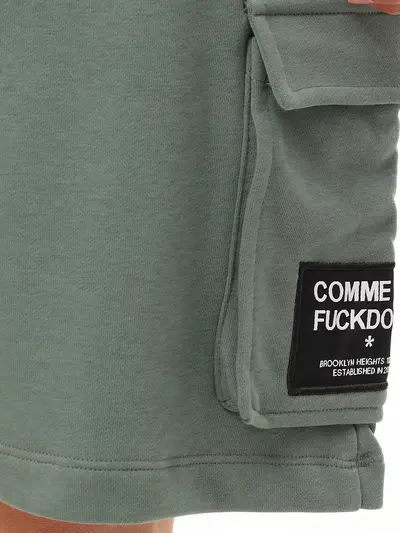 COMME
FUCKDO
*
BROOKLYN HEIGHTS
ESTABLISHED IN